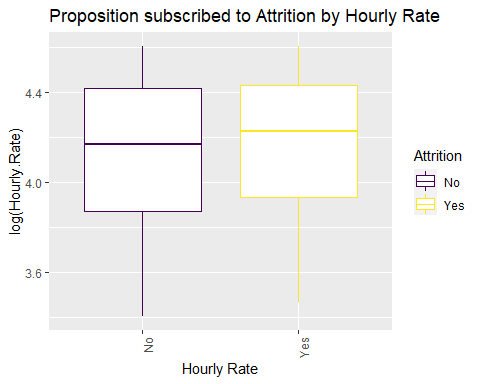 Proposition subscribed to Attrition by Hourly Rate
log(Hourly.Rate)
4.4
4.0
3.6
No
Yes
Hourly Rate
Attrition
No
Yes